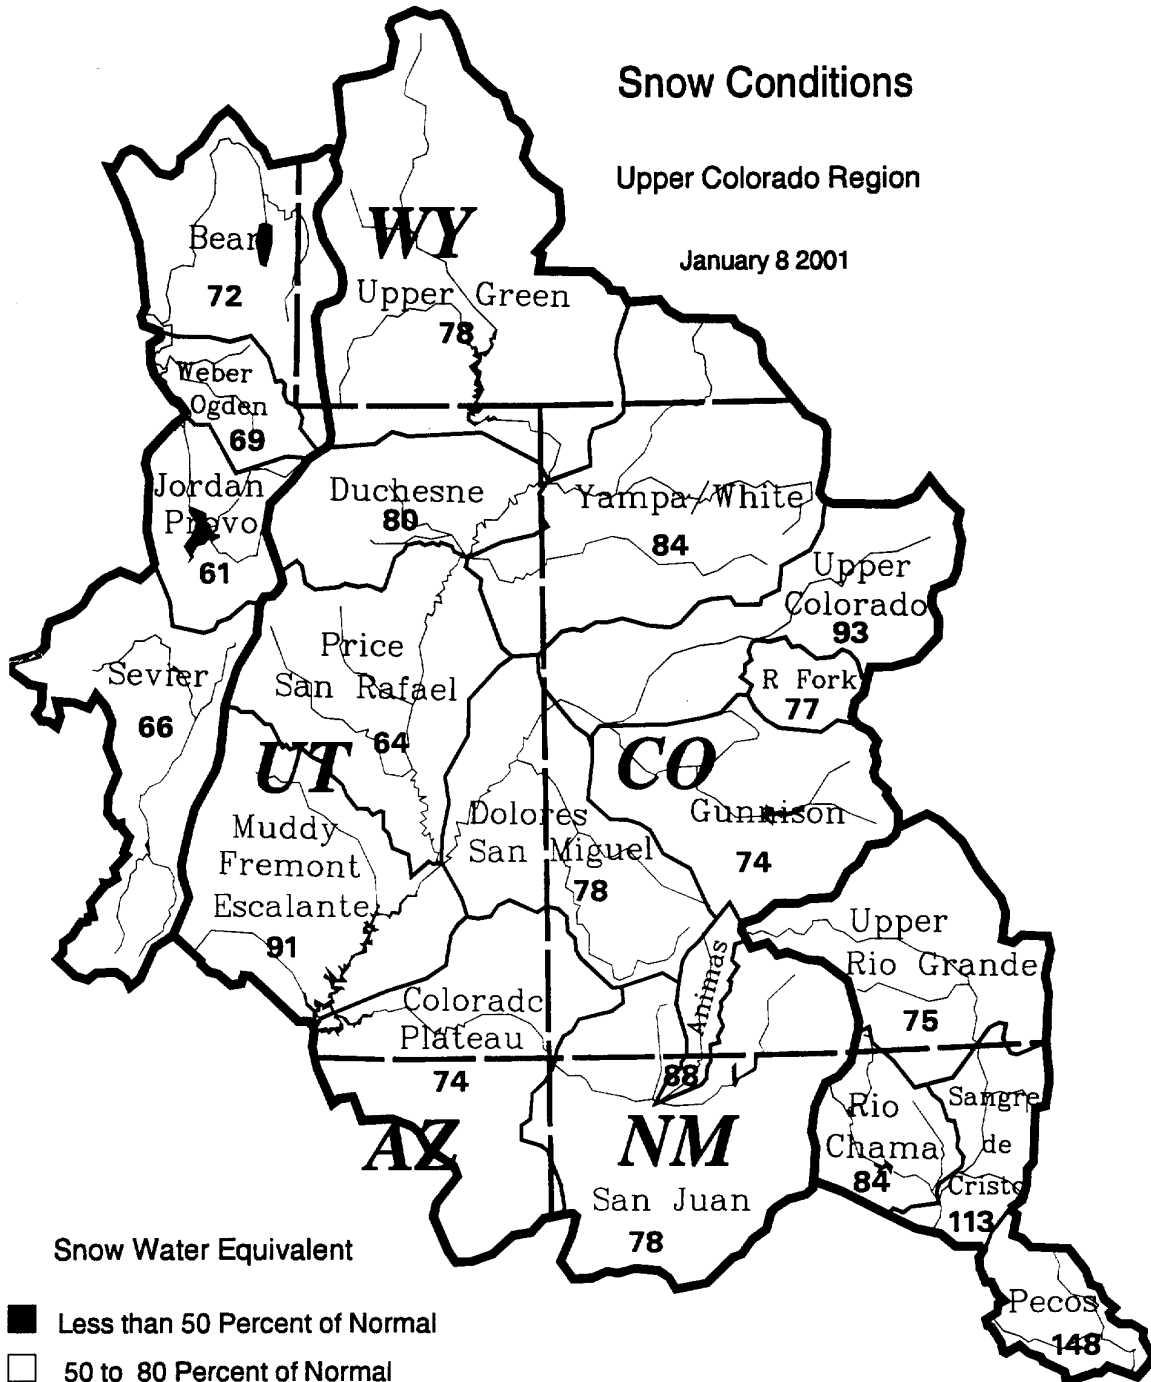 Snow Conditions
Upper Colorado Region
January 8 2001
WY
Bear
72
Upper Green
78
Weber
Ogden
69
Jordan
Provo
61
Duchesne
80
Yampa/White
84
Upper
Colorado
93
R Fork
77
Price
San Rafael
64
Sevier
66
UT
CO
Gunnison
74
Muddy
Fremont
Escalante
91
Dolores
San Miguel
78
Upper
Rio Grande
75
Animas
88
Colorado
Plateau
74
AZ
NM
San Juan
78
Rio
Chama
84
Sangre
de
Cristo
113
Pecos
148
Snow Water Equivalent
Less than 50 Percent of Normal
50 to 80 Percent of Normal